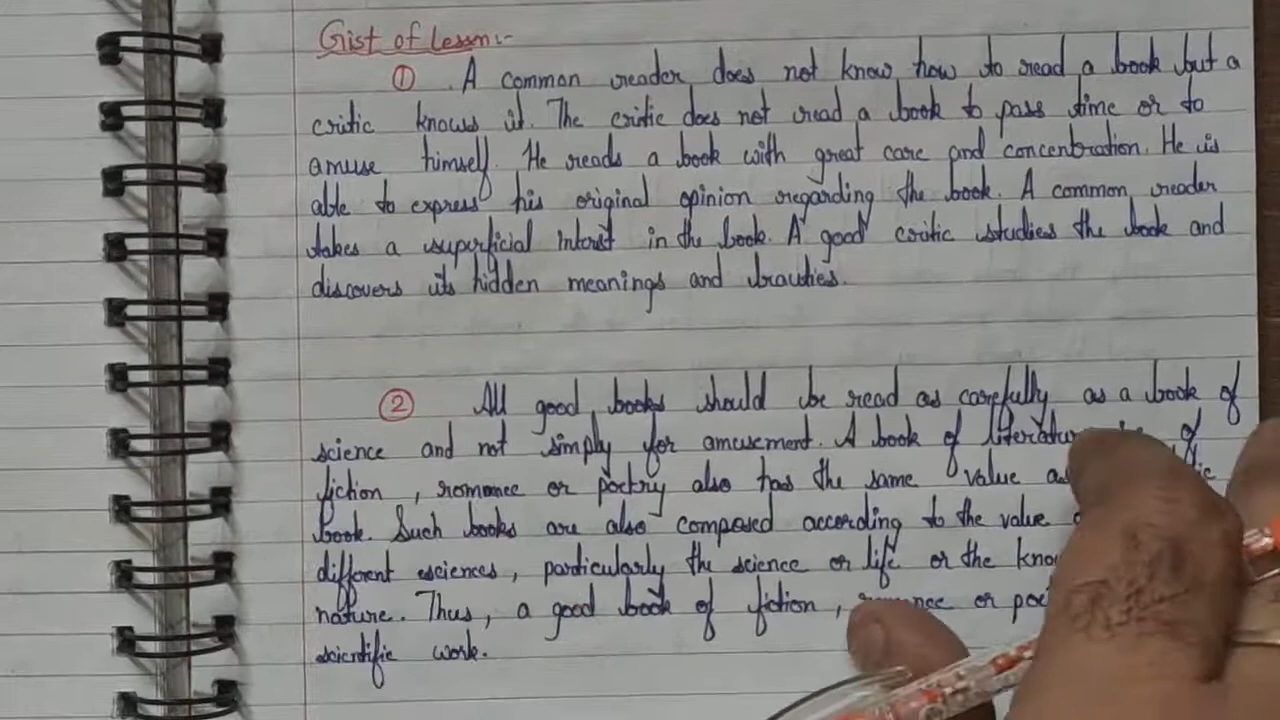 Gist of lesson:-
① A common reader does not know how to read a book but a
critic knows it. The critic does not read a book to pass time or to
amuse himself. He reads a book with great care and concentration. He is
able to express his original opinion regarding the book. A common reader
takes a superficial interest in the book. A good critic studies the book and
discovers its hidden meanings and beauties.
② All good books should be read as carefully as a book of
science and not simply for amusement. A book of of
fiction, romance or poetry also has the same value
book. Such books are also composed according to the value
different sciences, particularly the science or life or the
nature. Thus, a good book of fiction, or
scientific work.